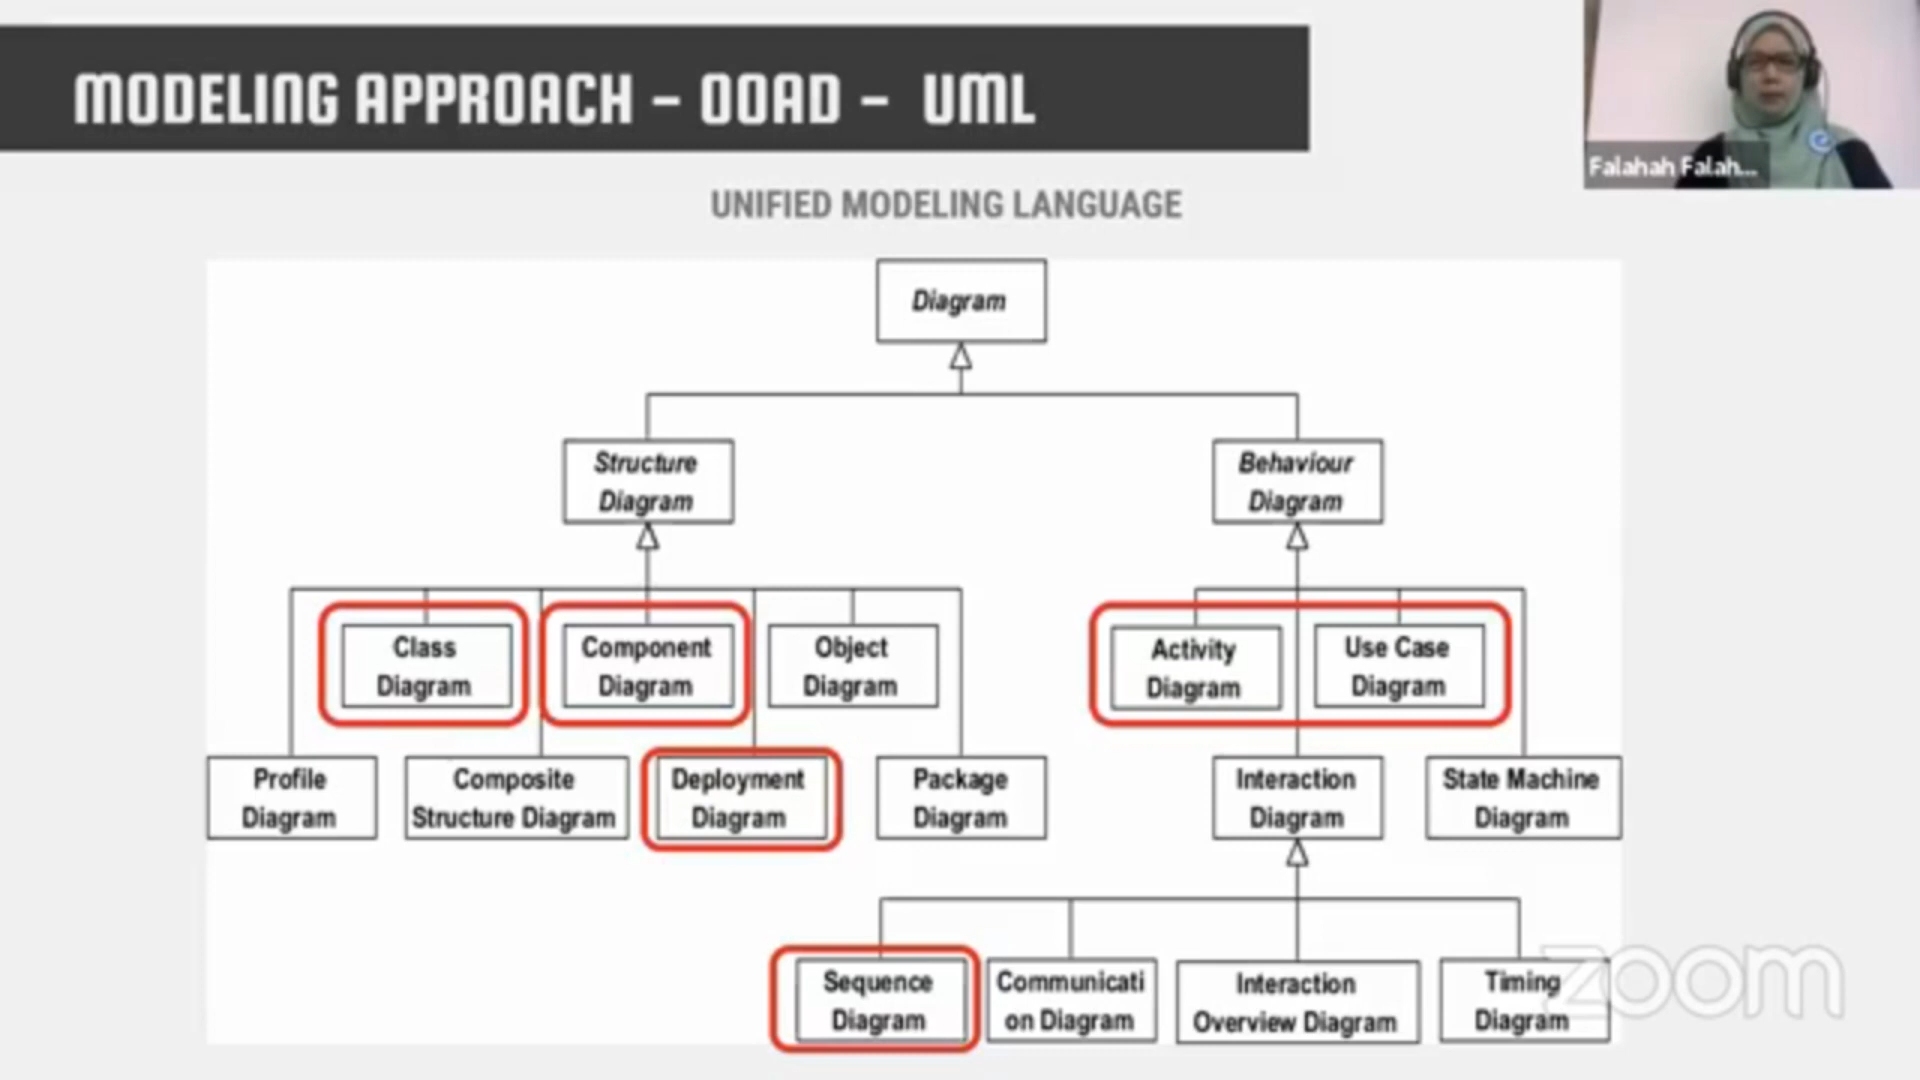 MODELING APPROACH – OOAD – UML
Falahah Falah...
UNIFIED MODELING LANGUAGE
Diagram
Structure
Diagram
Behaviour
Diagram
Class
Diagram
Component
Diagram
Object
Diagram
Activity
Diagram
Use Case
Diagram
Profile
Diagram
Composite
Structure Diagram
Deployment
Diagram
Package
Diagram
Interaction
Diagram
State Machine
Diagram
Sequence
Diagram
Communicati
on Diagram
Interaction
Overview Diagram
Timing
Diagram
zoom